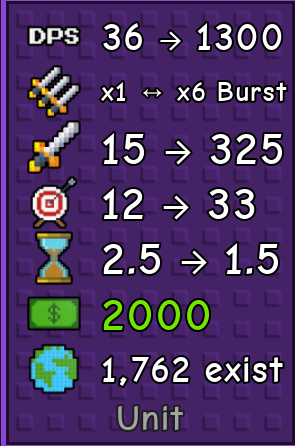 DPS 36 → 1300
x1 ↔ x6 Burst
15 → 325
12 → 33
2.5 → 1.5
$ 2000
1,762 exist
Unit